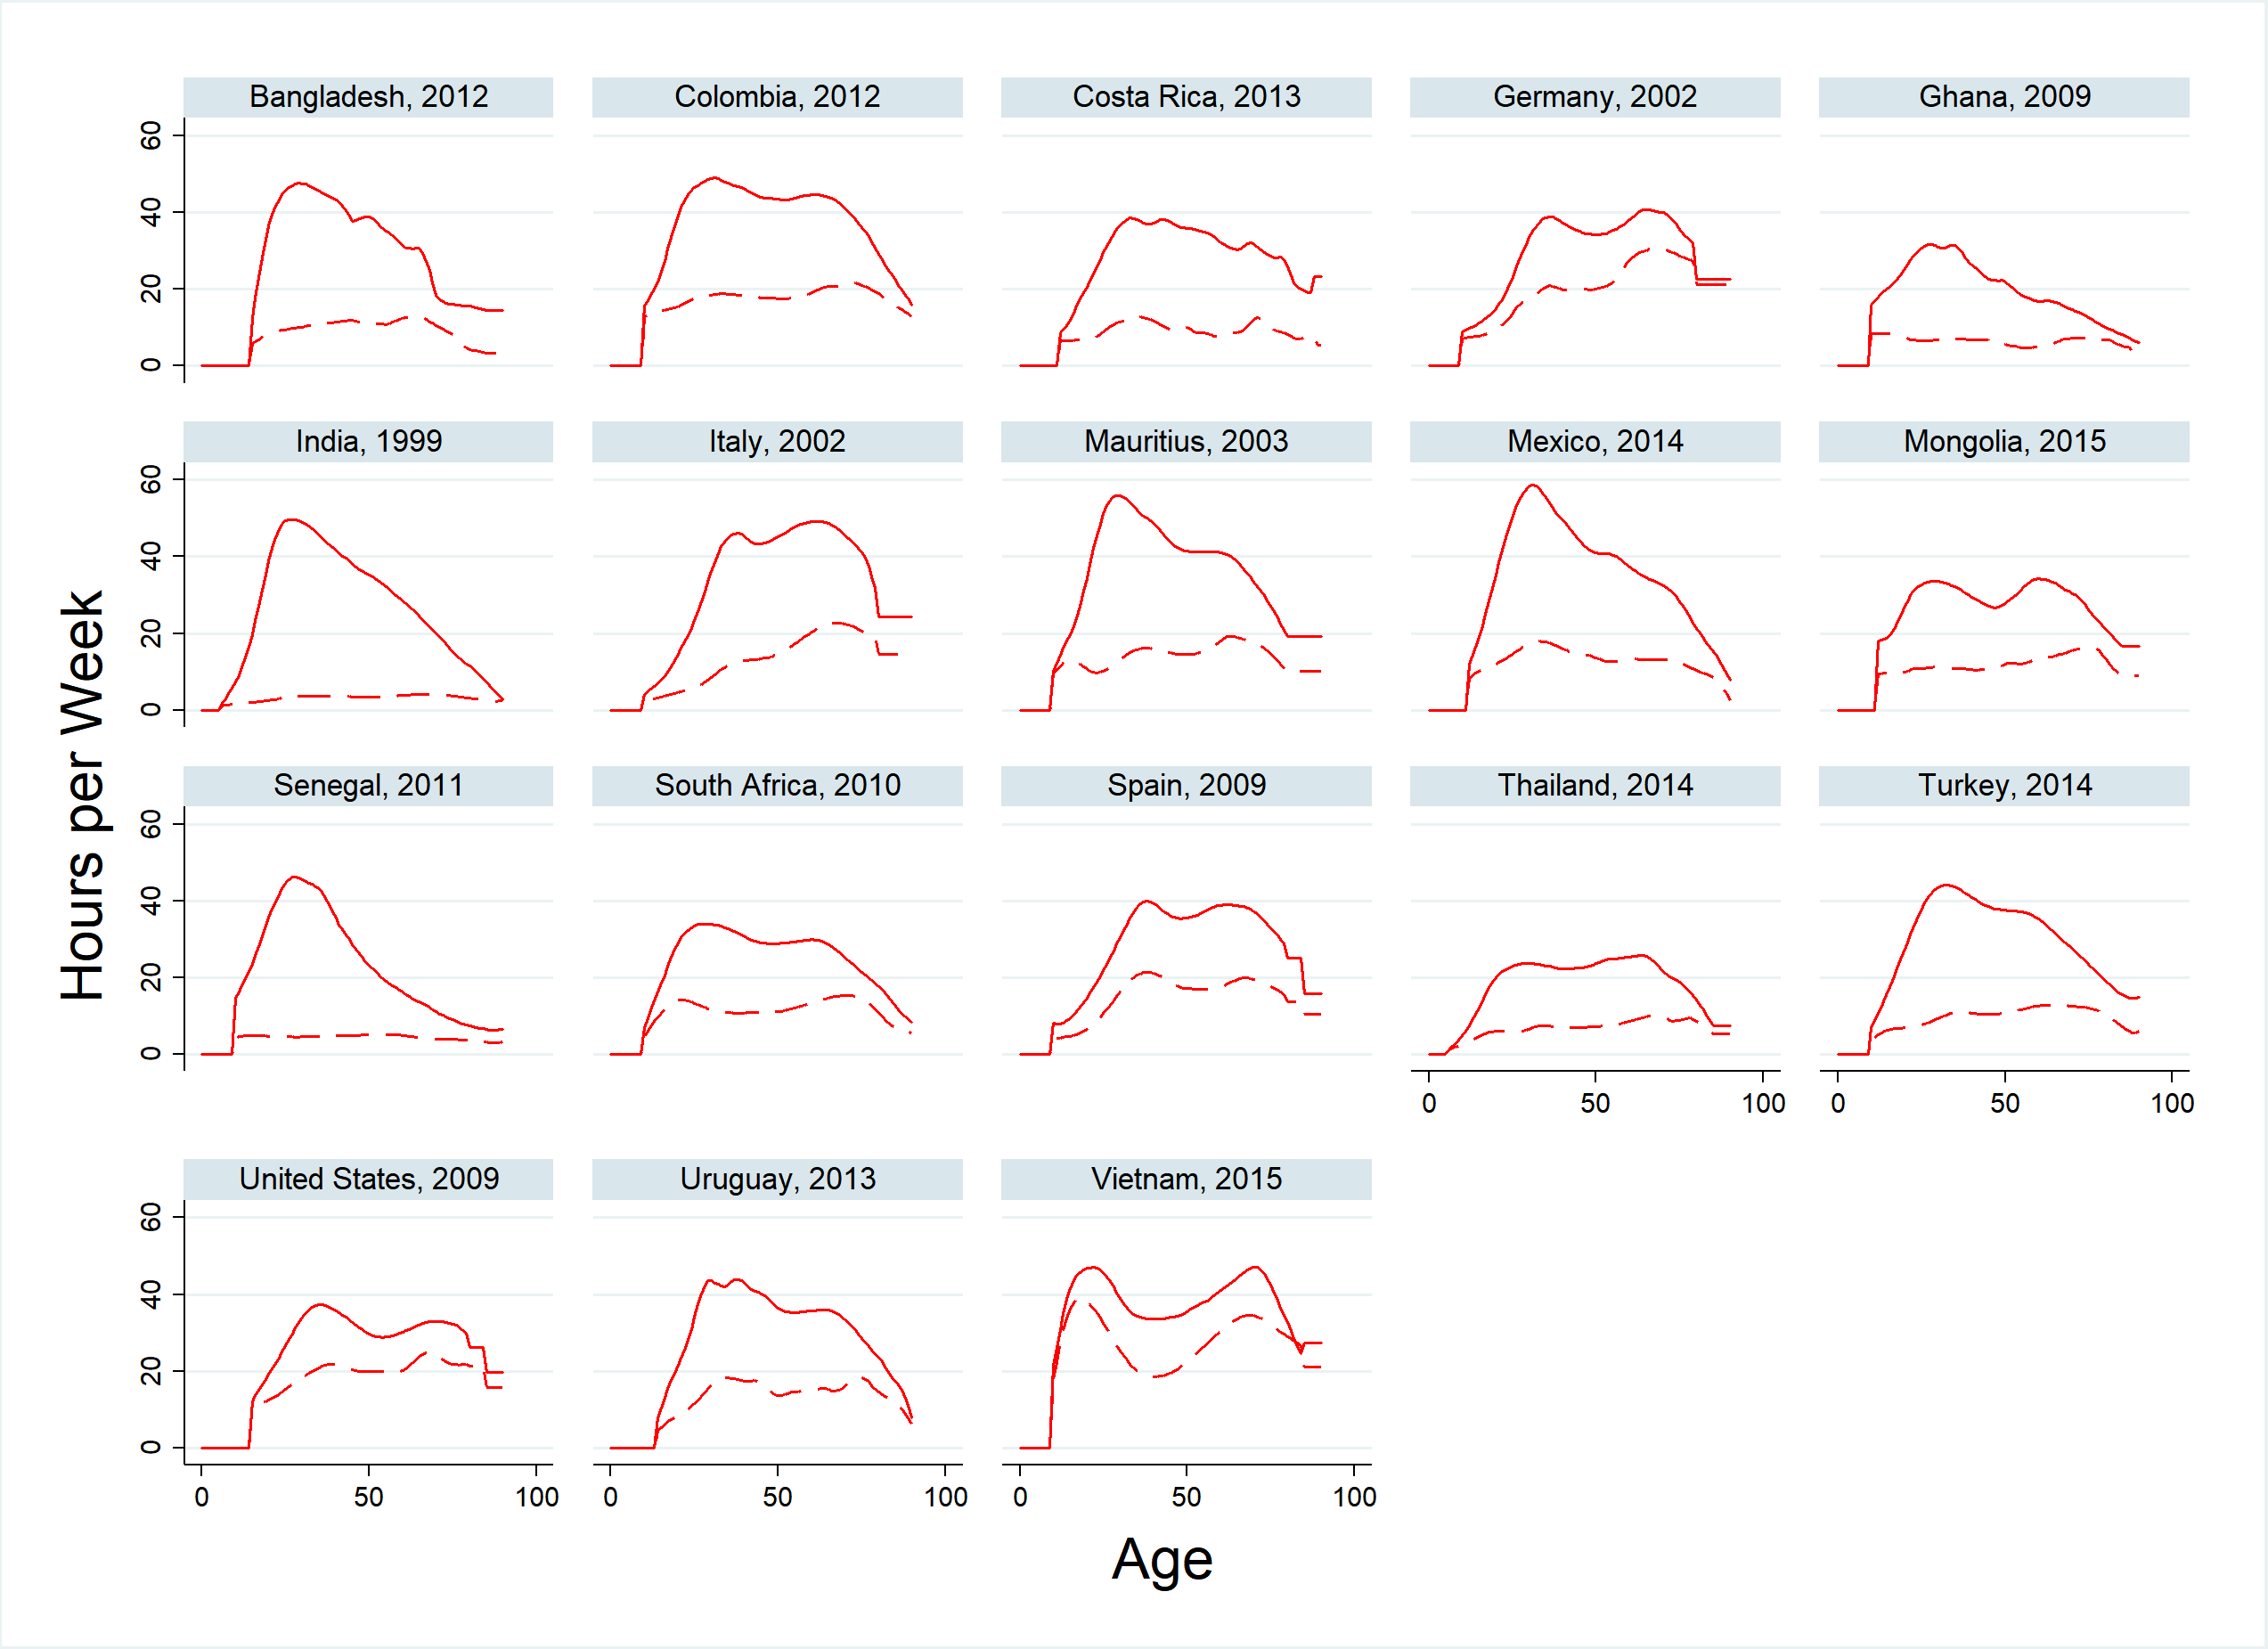 Bangladesh, 2012
Colombia, 2012
Costa Rica, 2013
Germany, 2002
Ghana, 2009
60
40
20
0
India, 1999
Italy, 2002
Mauritius, 2003
Mexico, 2014
Mongolia, 2015
60
40
20
0
Senegal, 2011
South Africa, 2010
Spain, 2009
Thailand, 2014
Turkey, 2014
60
40
20
0
0 50 100
0 50 100
United States, 2009
Uruguay, 2013
Vietnam, 2015
60
40
20
0
0 50 100
0 50 100
0 50 100
Hours per Week
Age